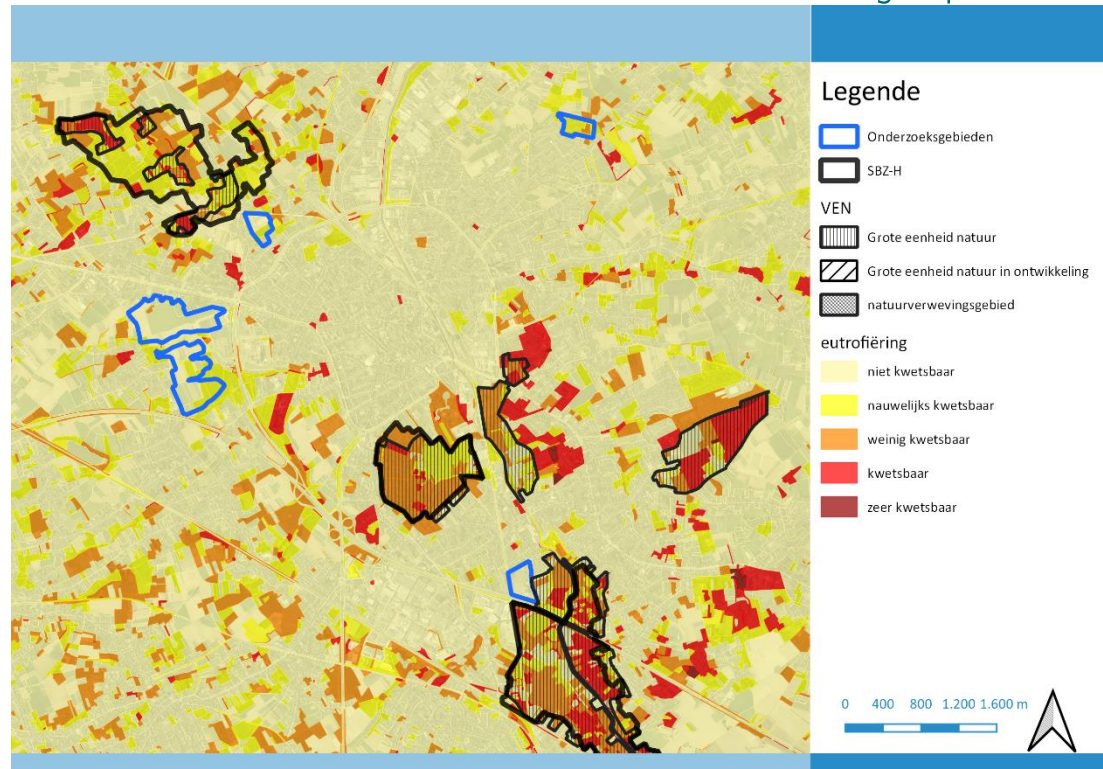 Legende
Onderzoeksgebieden
SBZ-H
VEN
Grote eenheid natuur
Grote eenheid natuur in ontwikkeling
natuurverwevingsgebied
eutrofiëring
niet kwetsbaar
nauwelijks kwetsbaar
weinig kwetsbaar
kwetsbaar
zeer kwetsbaar
0 400 800 1.200 1.600 m